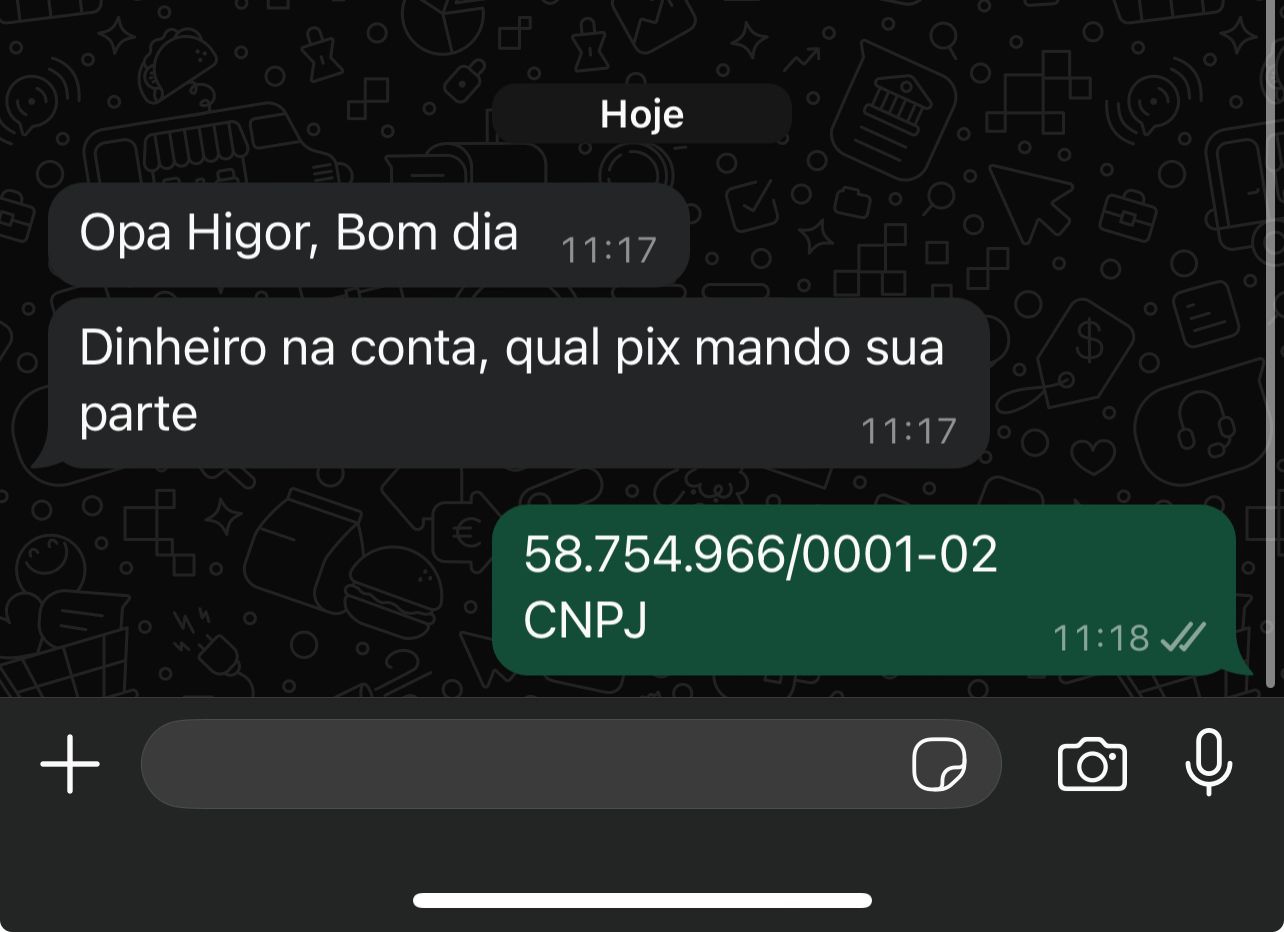 Hoje
Opa Higor, Bom dia 11:17
Dinheiro na conta, qual pix mando sua
parte 11:17
58.754.966/0001-02
CNPJ 11:18